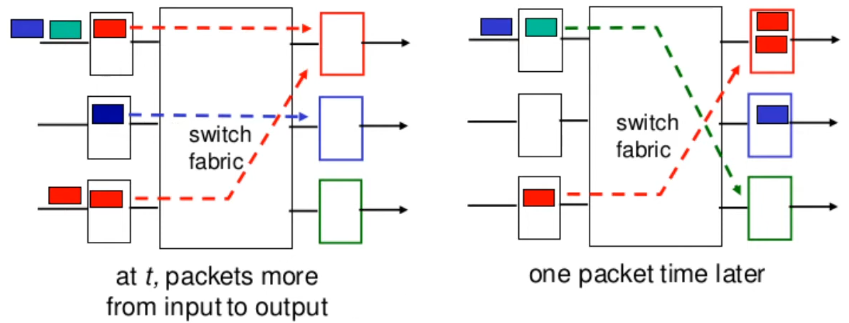 switch
fabric
at t, packets more
from input to output
switch
fabric
one packet time later